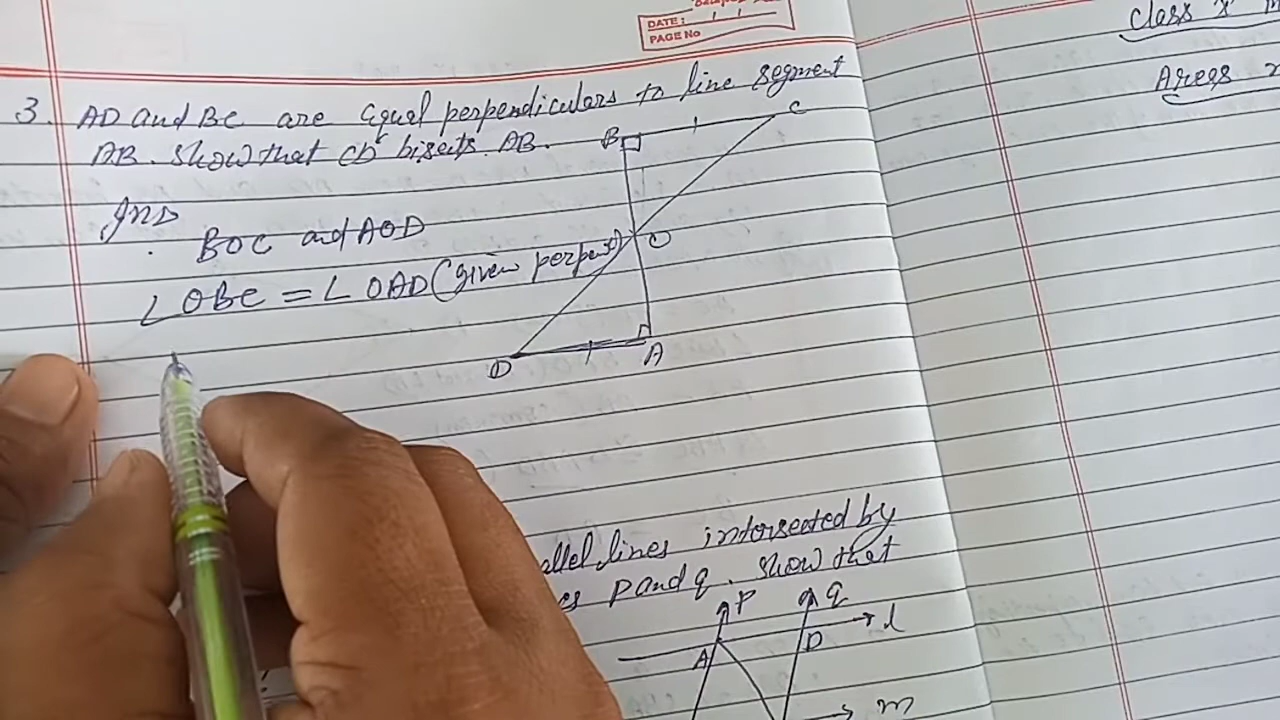 DATE:
PAGE No
Class x
Areas
3. AD and BC are equal perpendiculars to line segment
AB. Show that CD bisects AB.
B
C
Ans
BOC and AOD
O
∠OBC = ∠OAD (given perpend)
D
A
allel lines intersected by
es p and q. show that
P
q
l
A
D
m